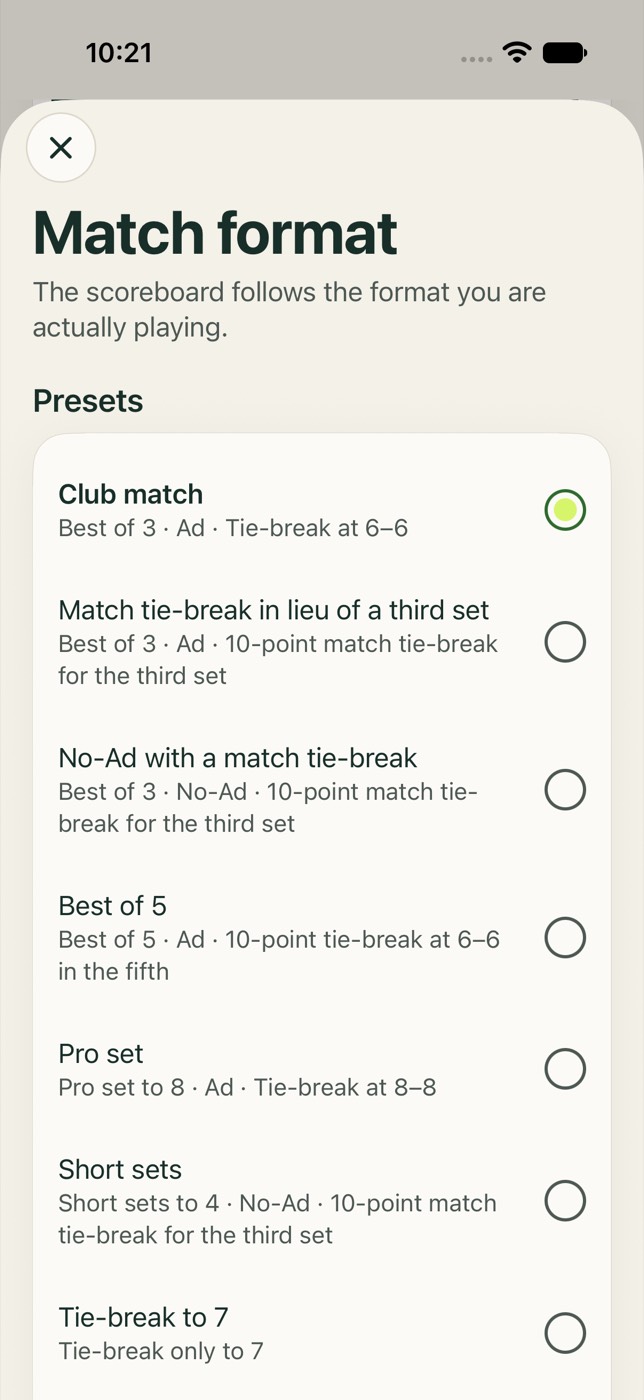 10:21
Match format
The scoreboard follows the format you are
actually playing.
Presets
Club match
Best of 3 · Ad · Tie-break at 6–6
Match tie-break in lieu of a third set
Best of 3 · Ad · 10-point match tie-break
for the third set
No-Ad with a match tie-break
Best of 3 · No-Ad · 10-point match tie-
break for the third set
Best of 5
Best of 5 · Ad · 10-point tie-break at 6–6
in the fifth
Pro set
Pro set to 8 · Ad · Tie-break at 8–8
Short sets
Short sets to 4 · No-Ad · 10-point match
tie-break for the third set
Tie-break to 7
Tie-break only to 7